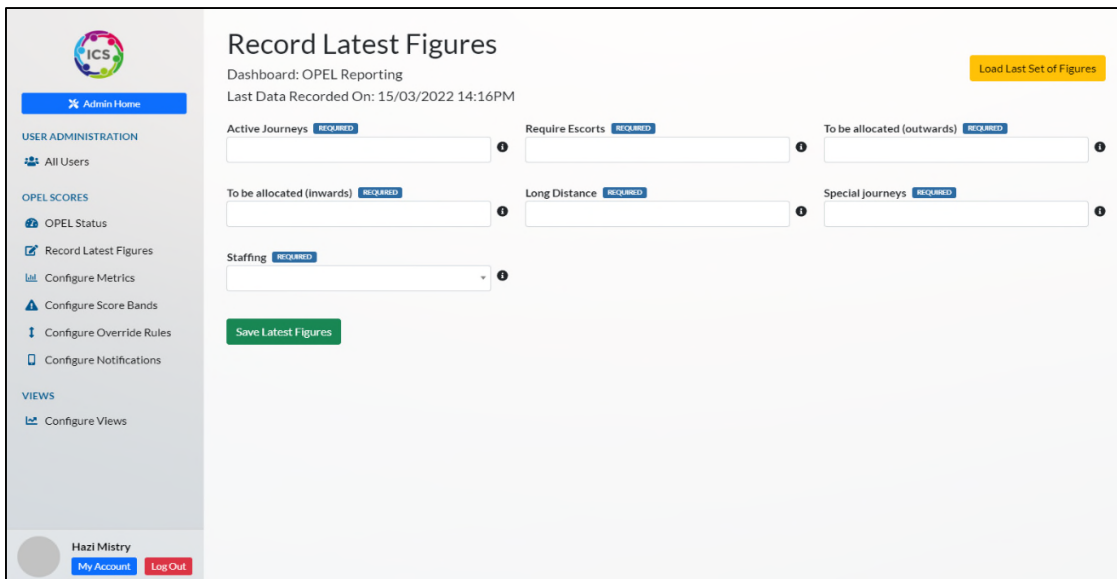 ICS
Admin Home
USER ADMINISTRATION
All Users
OPEL SCORES
OPEL Status
Record Latest Figures
Configure Metrics
Configure Score Bands
Configure Override Rules
Configure Notifications
VIEWS
Configure Views
Hazi Mistry
My Account Log Out
Record Latest Figures
Dashboard: OPEL Reporting
Last Data Recorded On: 15/03/2022 14:16PM
Load Last Set of Figures
Active Journeys REQUIRED Require Escorts REQUIRED To be allocated (outwards) REQUIRED
To be allocated (inwards) REQUIRED Long Distance REQUIRED Special journeys REQUIRED
Staffing REQUIRED
Save Latest Figures